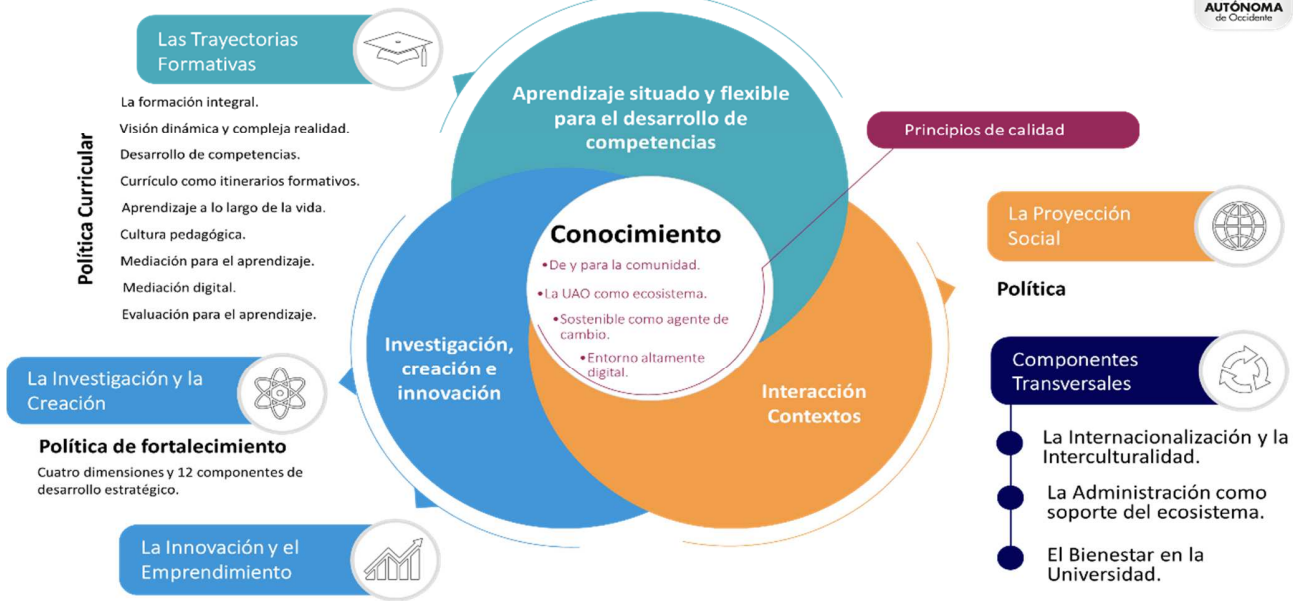 AUTÓNOMA
de Occidente
Las Trayectorias
Formativas
La formación integral.
Visión dinámica y compleja realidad.
Desarrollo de competencias.
Currículo como itinerarios formativos.
Aprendizaje a lo largo de la vida.
Cultura pedagógica.
Mediación para el aprendizaje.
Mediación digital.
Evaluación para el aprendizaje.
Política Curricular
La Investigación y la
Creación
Política de fortalecimiento
Cuatro dimensiones y 12 componentes de
desarrollo estratégico.
La Innovación y el
Emprendimiento
Aprendizaje situado y flexible
para el desarrollo de
competencias
Investigación,
creación e
innovación
Interacción
Contextos
Conocimiento
•De y para la comunidad.
•La UAO como ecosistema.
•Sostenible como agente de
cambio.
•Entorno altamente
digital.
Principios de calidad
La Proyección
Social
Política
Componentes
Transversales
La Internacionalización y la
Interculturalidad.
La Administración como
soporte del ecosistema.
El Bienestar en la
Universidad.